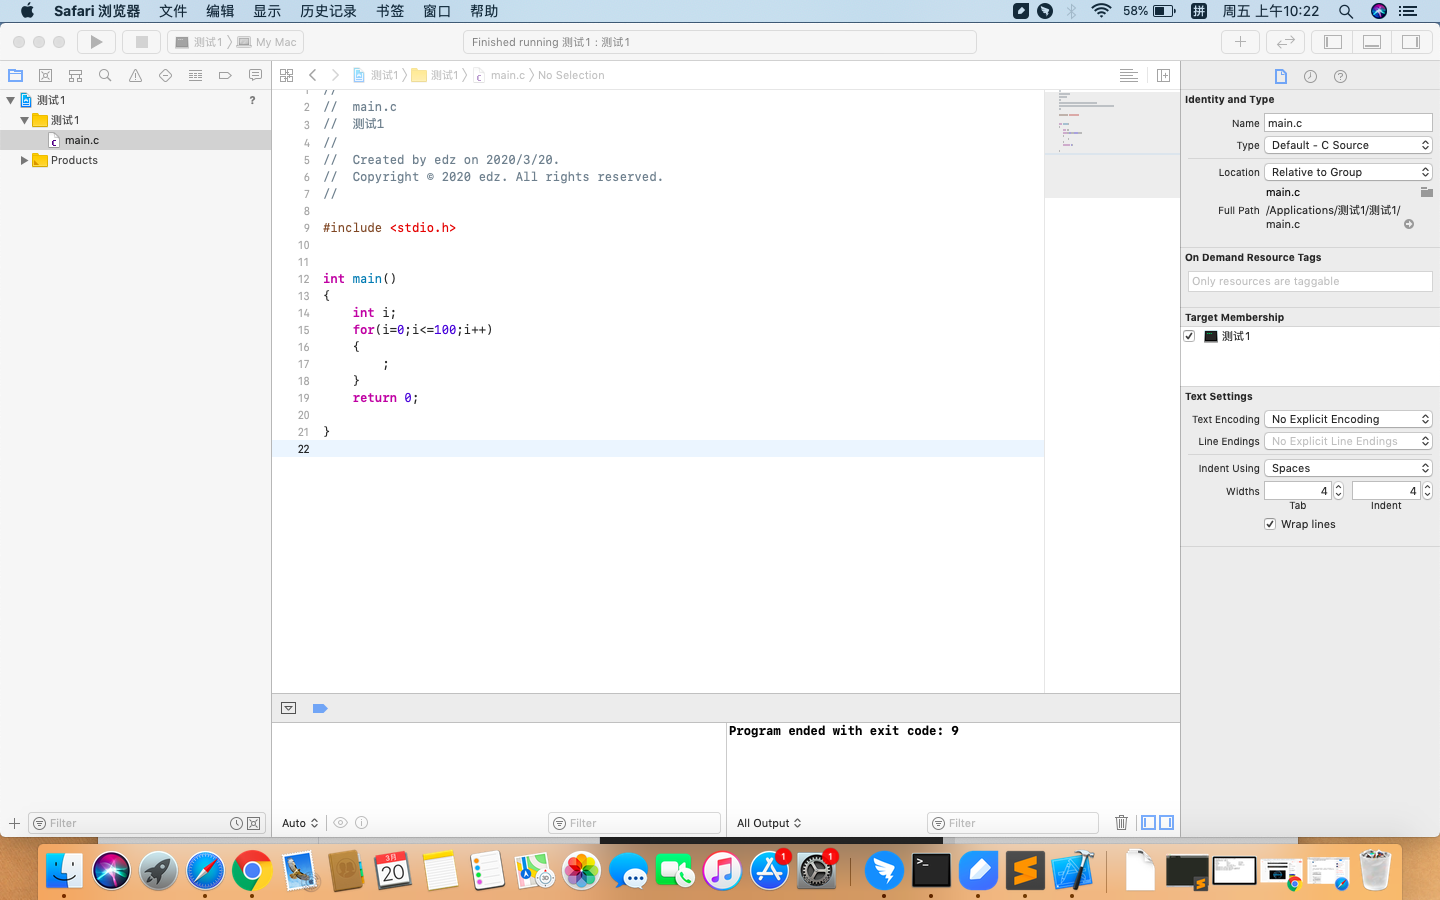 Safari 浏览器 文件 编辑 显示 历史记录 书签 窗口 帮助 58% 拼 周五 上午10:22
测试1 〉 My Mac Finished running 测试1 : 测试1
测试1 〉 测试1 〉 main.c 〉 No Selection
测试1 ?
测试1
main.c
Products
Filter
1 //
2 //  main.c
3 //  测试1
4 //
5 //  Created by edz on 2020/3/20.
6 //  Copyright © 2020 edz. All rights reserved.
7 //
8
9 #include <stdio.h>
10
11
12 int main()
13 {
14     int i;
15     for(i=0;i<=100;i++)
16     {
17         ;
18     }
19     return 0;
20
21 }
22
Program ended with exit code: 9
Auto Filter All Output Filter
Identity and Type
Name main.c
Type Default - C Source
Location Relative to Group
main.c
Full Path /Applications/测试1/测试1/
main.c
On Demand Resource Tags
Only resources are taggable
Target Membership
测试1
Text Settings
Text Encoding No Explicit Encoding
Line Endings No Explicit Line Endings
Indent Using Spaces
Widths 4 4
Tab Indent
Wrap lines
3月
20
1 1